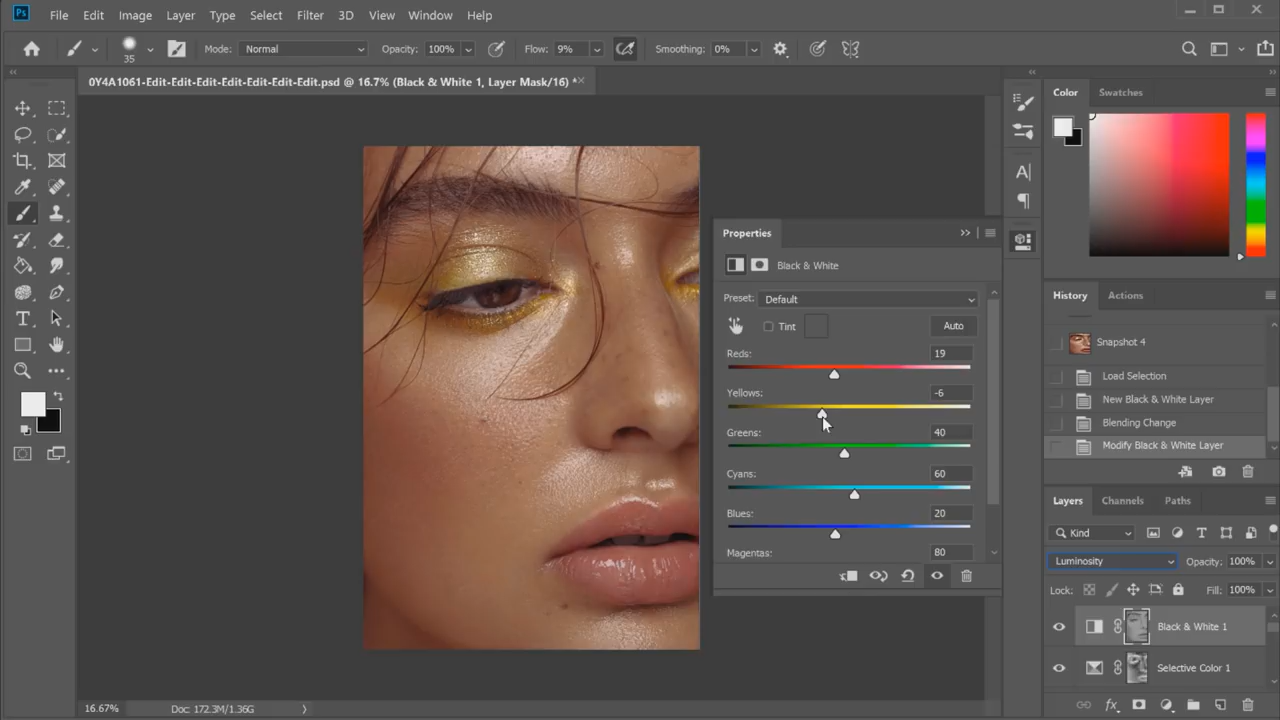 Ps File Edit Image Layer Type Select Filter 3D View Window Help
35 Mode: Normal Opacity: 100% Flow: 9% Smoothing: 0%
0Y4A1061-Edit-Edit-Edit-Edit-Edit-Edit-Edit.psd @ 16.7% (Black & White 1, Layer Mask/16) *
Color Swatches
Properties
Black & White
Preset: Default
Tint Auto
Reds: 19
Yellows: -6
Greens: 40
Cyans: 60
Blues: 20
Magentas: 80
History Actions
Snapshot 4
Load Selection
New Black & White Layer
Blending Change
Modify Black & White Layer
Layers Channels Paths
Kind
Luminosity Opacity: 100%
Lock: Fill: 100%
Black & White 1
Selective Color 1
fx
16.67% Doc: 172.3M/1.36G